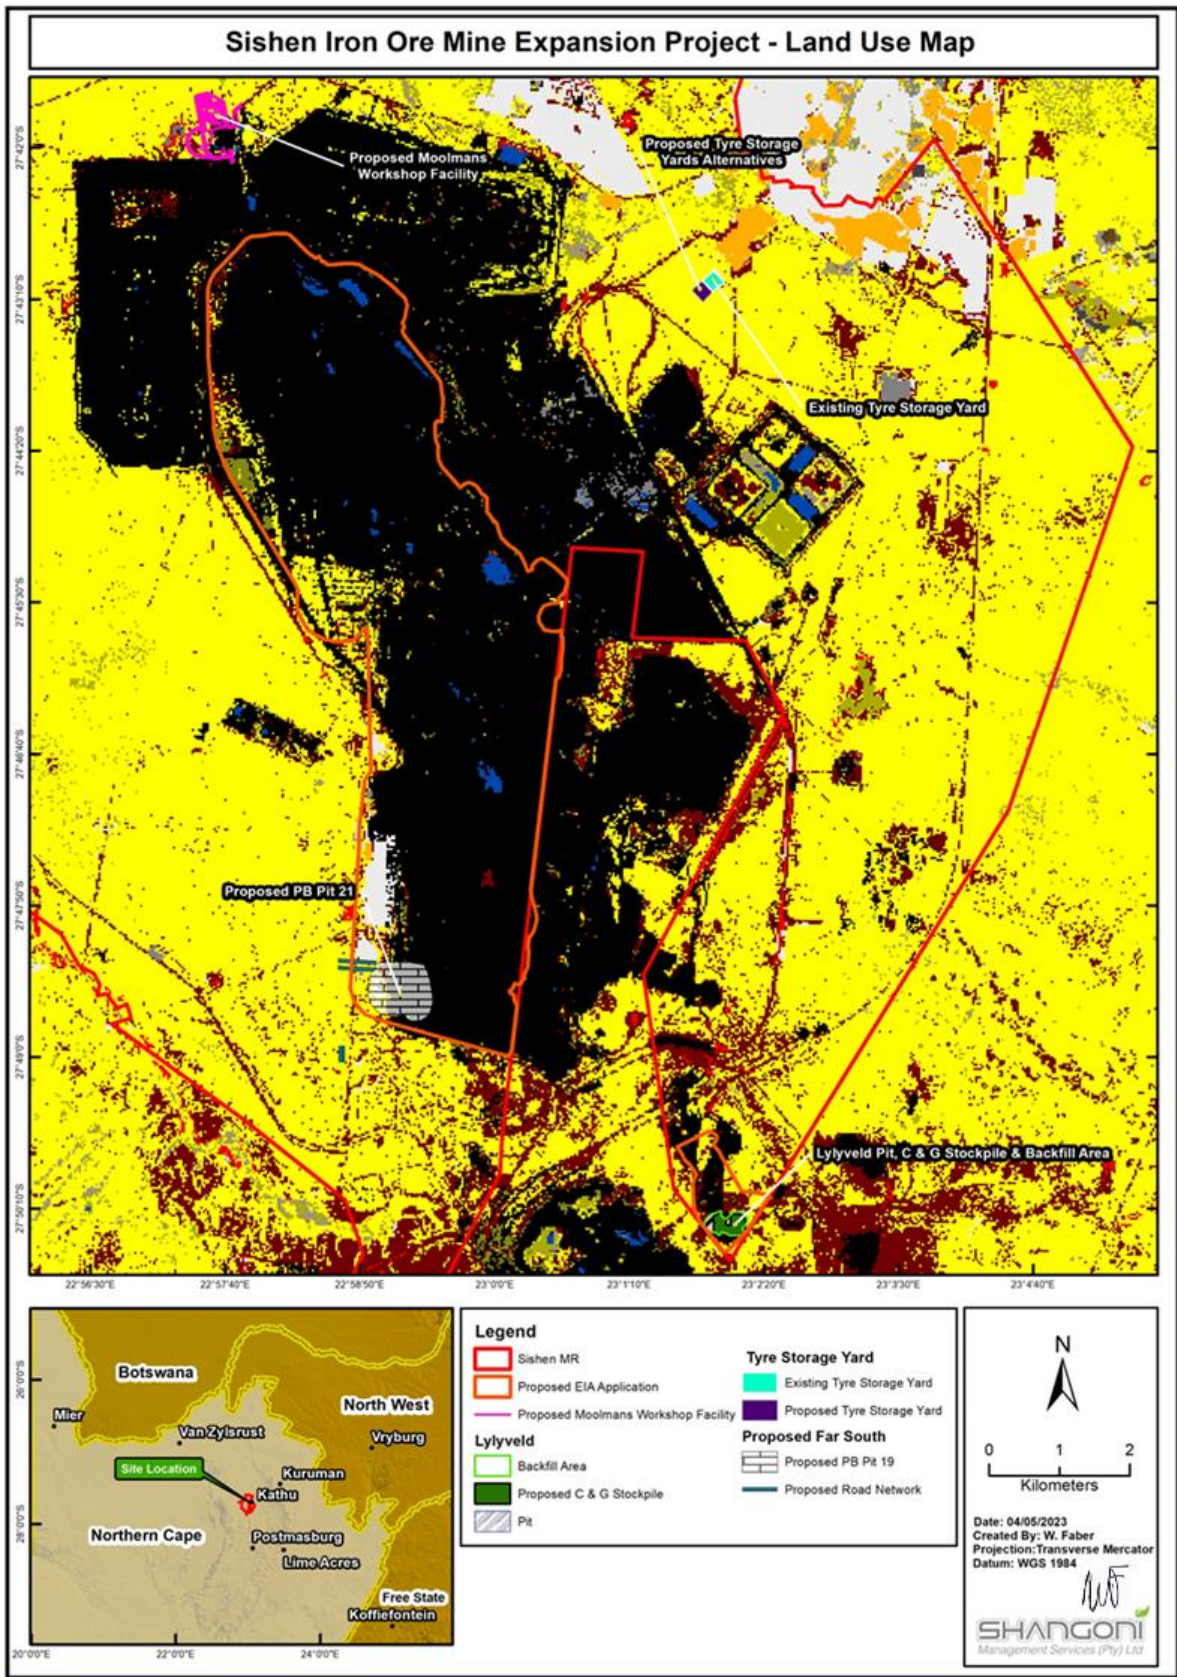 Sishen Iron Ore Mine Expansion Project - Land Use Map
Proposed Moolmans
Workshop Facility
Proposed Tyre Storage
Yards Alternatives
Existing Tyre Storage Yard
Proposed PB Pit 21
Lylyveld Pit, C & G Stockpile & Backfill Area
27°42'0"S
27°43'10"S
27°44'20"S
27°45'30"S
27°46'40"S
27°47'50"S
27°49'0"S
27°50'10"S
22°56'30"E
22°57'40"E
22°58'50"E
23°0'0"E
23°1'10"E
23°2'20"E
23°3'30"E
23°4'40"E
Botswana
North West
Mier
Van Zylsrust
Vryburg
Site Location
Kuruman
Kathu
Northern Cape
Postmasburg
Lime Acres
Free State
Koffiefontein
26°0'0"S
28°0'0"S
20°0'0"E
22°0'0"E
24°0'0"E
Legend
Sishen MR
Proposed EIA Application
Proposed Moolmans Workshop Facility
Lylyveld
Backfill Area
Proposed C & G Stockpile
Pit
Tyre Storage Yard
Existing Tyre Storage Yard
Proposed Tyre Storage Yard
Proposed Far South
Proposed PB Pit 19
Proposed Road Network
N
0 1 2
Kilometers
Date: 04/05/2023
Created By: W. Faber
Projection:Transverse Mercator
Datum: WGS 1984
SHANGONI
Management Services (Pty) Ltd